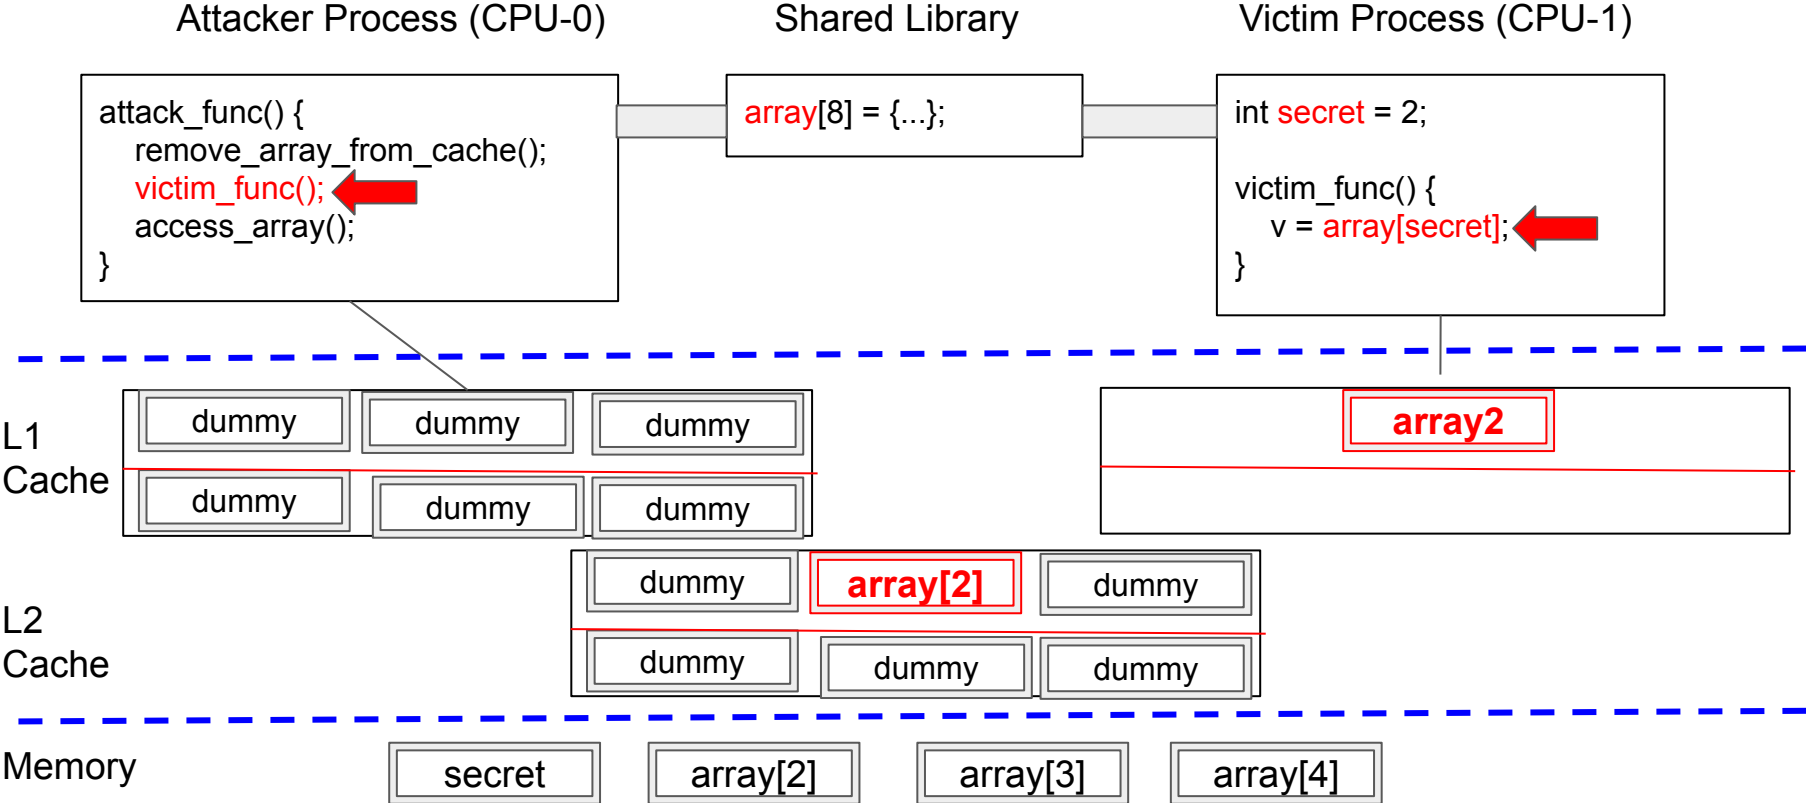 Attacker Process (CPU-0)
Shared Library
Victim Process (CPU-1)
attack_func() {
remove_array_from_cache();
victim_func();
access_array();
}
array[8] = {...};
int secret = 2;
victim_func() {
v = array[secret];
}
L1
Cache
dummy
dummy
dummy
dummy
dummy
dummy
array2
L2
Cache
dummy
array[2]
dummy
dummy
dummy
dummy
Memory
secret
array[2]
array[3]
array[4]